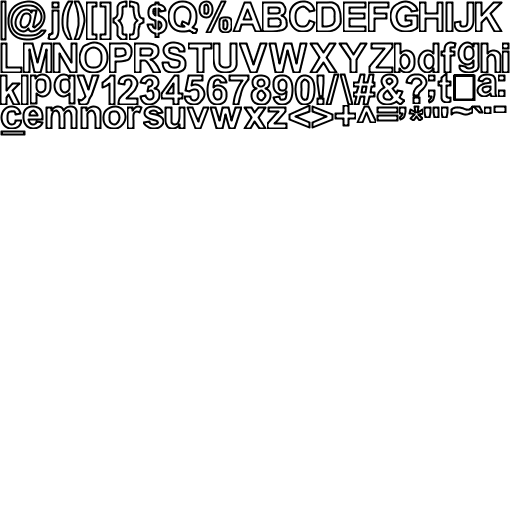 |@j()[]{}$Q%ABCDEFGHIJK
LMNOPRSTUVWXYZbdfghi
klpqy1234567890!/\#&?;t□a:
cemnorsuvwxz<>+^=,*"'~`.-
_